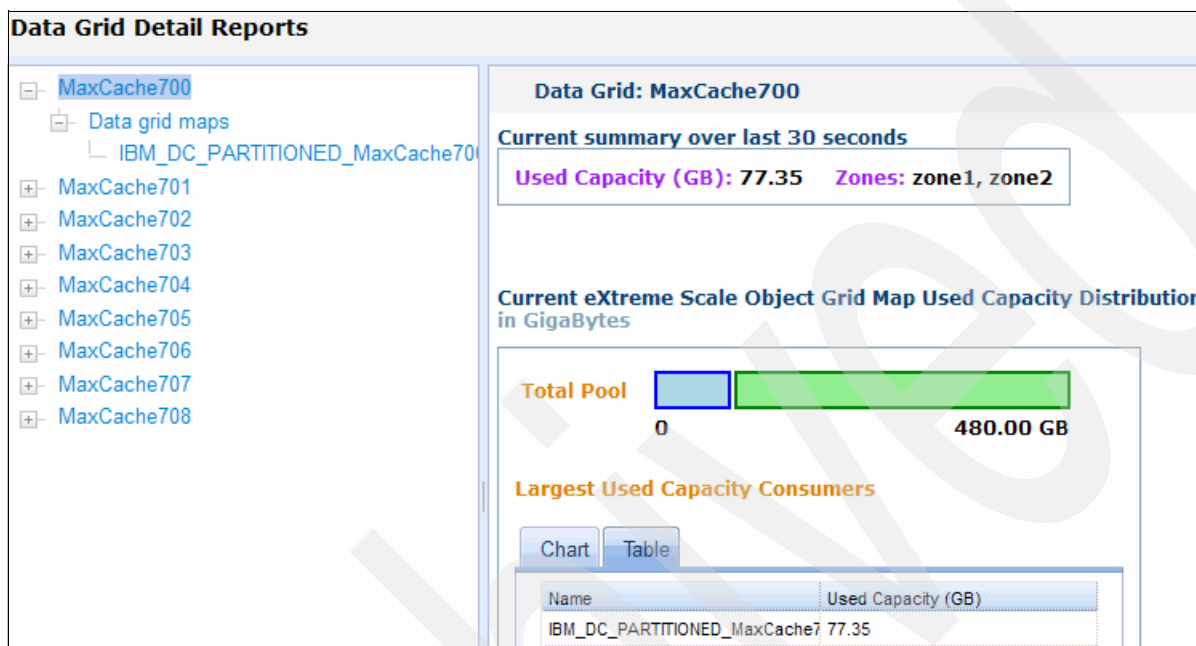 Data Grid Detail Reports
MaxCache700
Data grid maps
IBM_DC_PARTITIONED_MaxCache70
MaxCache701
MaxCache702
MaxCache703
MaxCache704
MaxCache705
MaxCache706
MaxCache707
MaxCache708
Data Grid: MaxCache700
Current summary over last 30 seconds
Used Capacity (GB): 77.35 Zones: zone1, zone2
Current eXtreme Scale Object Grid Map Used Capacity Distribution
in GigaBytes
Total Pool
0 480.00 GB
Largest Used Capacity Consumers
Chart Table
Name Used Capacity (GB)
IBM_DC_PARTITIONED_MaxCache7 77.35